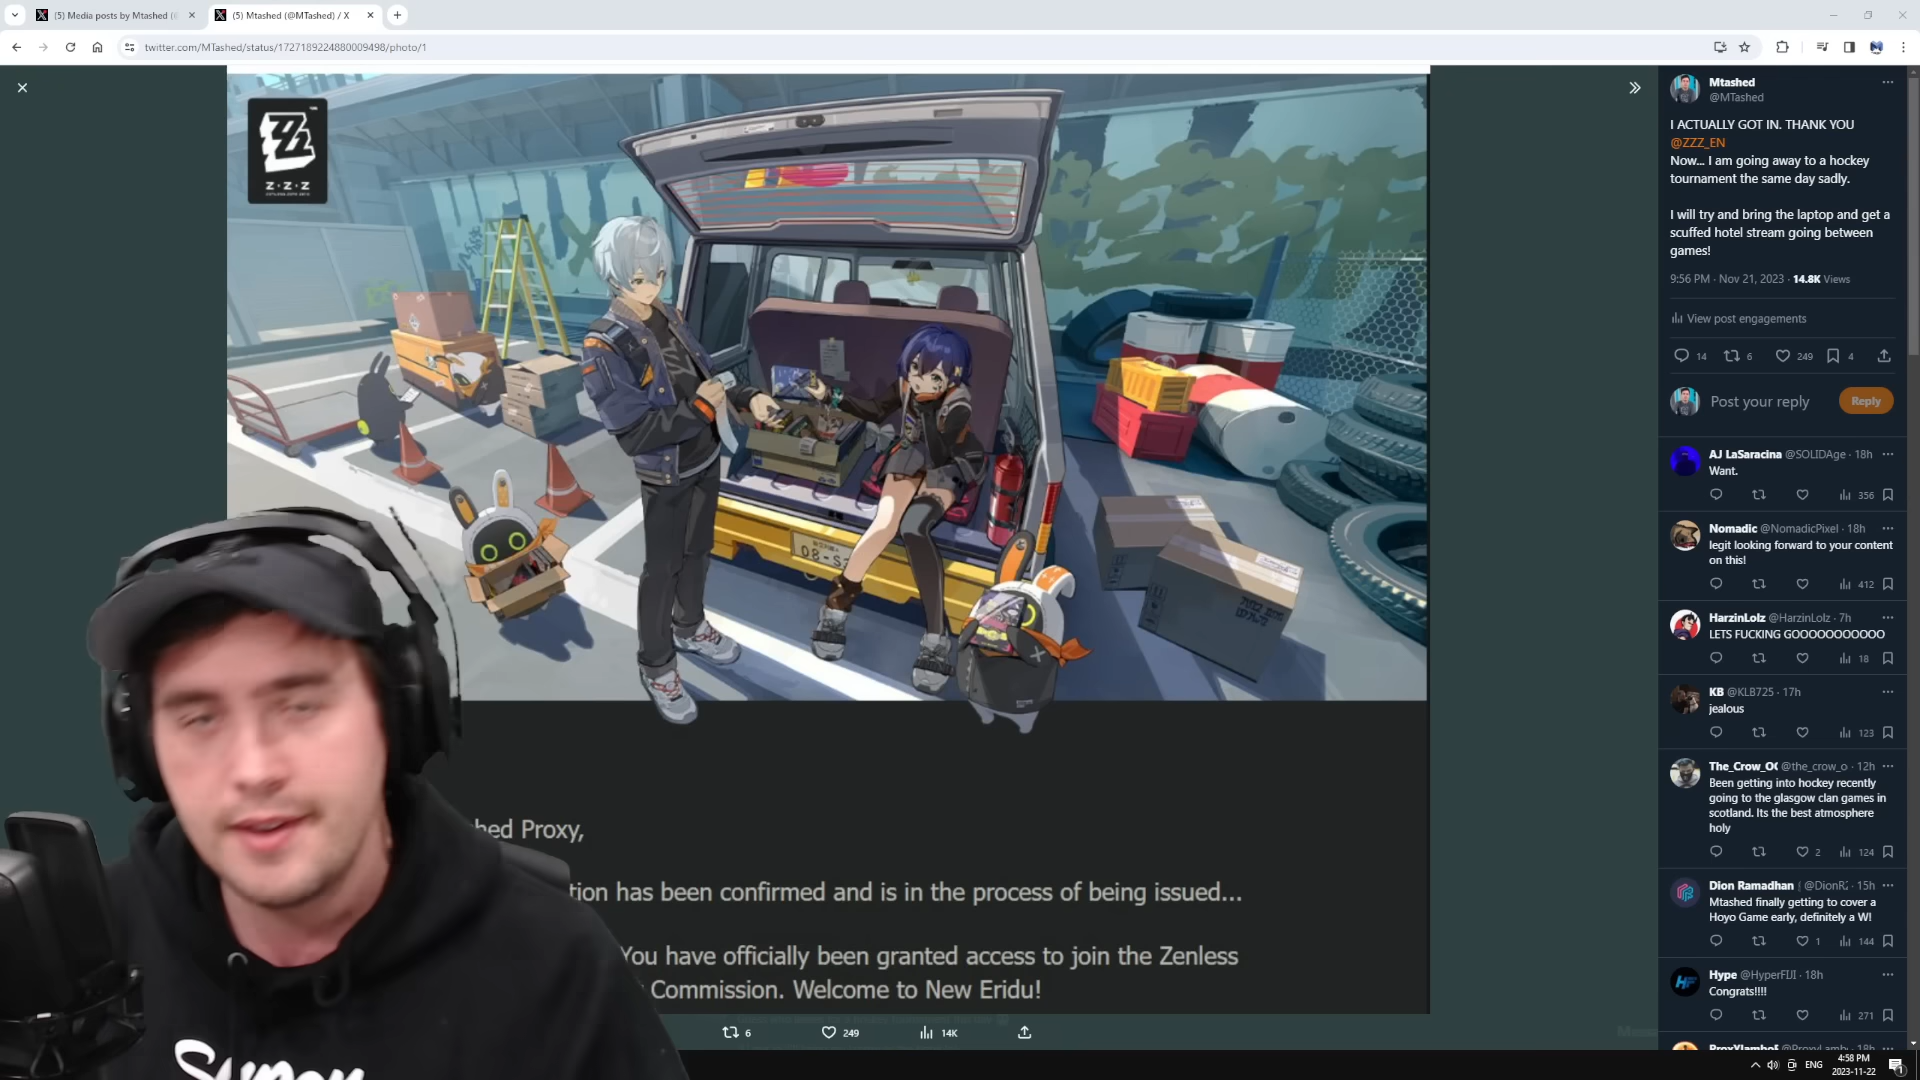 (5) Media posts by Mtashed (
(5) Mtashed (@MTashed) / X
twitter.com/MTashed/status/1727189224880009498/photo/1
Z·Z·Z
08-S
hed Proxy,
tion has been confirmed and is in the process of being issued...
You have officially been granted access to join the Zenless
Commission. Welcome to New Eridu!
6
249
14K
Mtashed
@MTashed
I ACTUALLY GOT IN. THANK YOU
@ZZZ_EN
Now... I am going away to a hockey
tournament the same day sadly.
I will try and bring the laptop and get a
scuffed hotel stream going between
games!
9:56 PM · Nov 21, 2023 · 14.8K Views
View post engagements
14 6 249 4
Post your reply
Reply
AJ LaSaracina @SOLIDAge · 18h
Want.
356
Nomadic @NomadicPixel · 18h
legit looking forward to your content
on this!
412
HarzinLolz @HarzinLolz · 7h
LETS FUCKING GOOOOOOOOOOO
18
KB @KLB725 · 17h
jealous
123
The_Crow_O @the_crow_o · 12h
Been getting into hockey recently
going to the glasgow clan games in
scotland. Its the best atmosphere
holy
2 124
Dion Ramadhan @DionR · 15h
Mtashed finally getting to cover a
Hoyo Game early, definitely a W!
1 144
Hype @HyperFIJI · 18h
Congrats!!!!
271
ENG
4:58 PM
2023-11-22